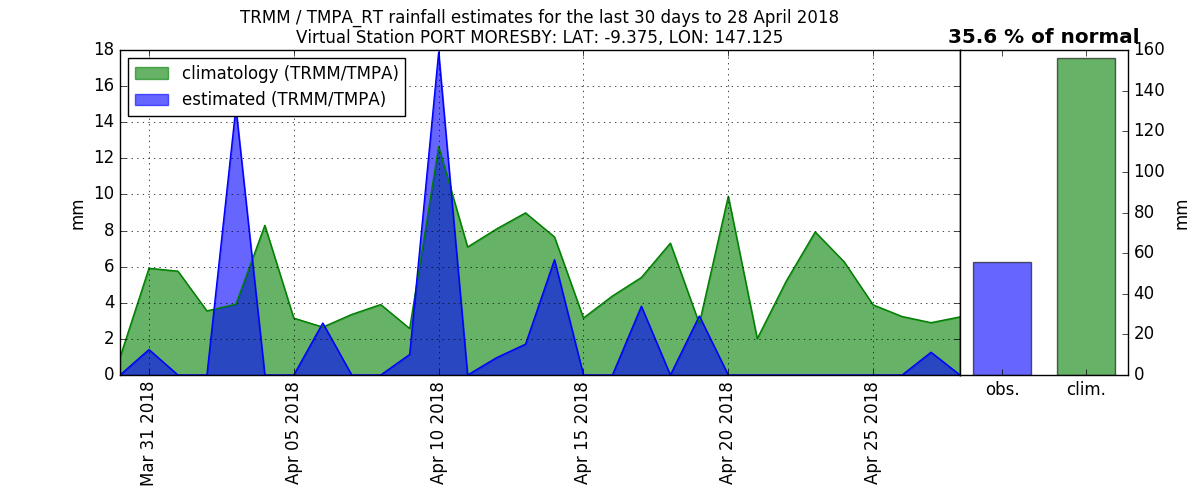 TRMM / TMPA_RT rainfall estimates for the last 30 days to 28 April 2018
Virtual Station PORT MORESBY: LAT: -9.375, LON: 147.125
35.6 % of normal
climatology (TRMM/TMPA)
estimated (TRMM/TMPA)
mm
18
16
14
12
10
8
6
4
2
0
Mar 31 2018
Apr 05 2018
Apr 10 2018
Apr 15 2018
Apr 20 2018
Apr 25 2018
obs.
clim.
160
140
120
100
80
60
40
20
0
mm